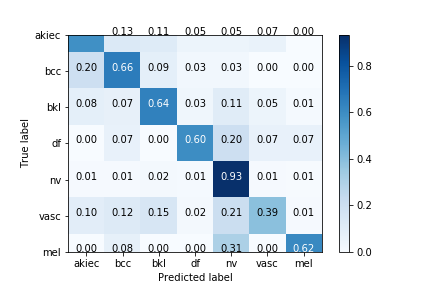 akiec 0.13 0.11 0.05 0.05 0.07 0.00
bcc 0.20 0.66 0.09 0.03 0.03 0.00 0.00
bkl 0.08 0.07 0.64 0.03 0.11 0.05 0.01
df 0.00 0.07 0.00 0.60 0.20 0.07 0.07
nv 0.01 0.01 0.02 0.01 0.93 0.01 0.01
vasc 0.10 0.12 0.15 0.02 0.21 0.39 0.01
mel 0.00 0.08 0.00 0.00 0.31 0.00 0.62
akiec bcc bkl df nv vasc mel
True label
Predicted label
0.8
0.6
0.4
0.2
0.0